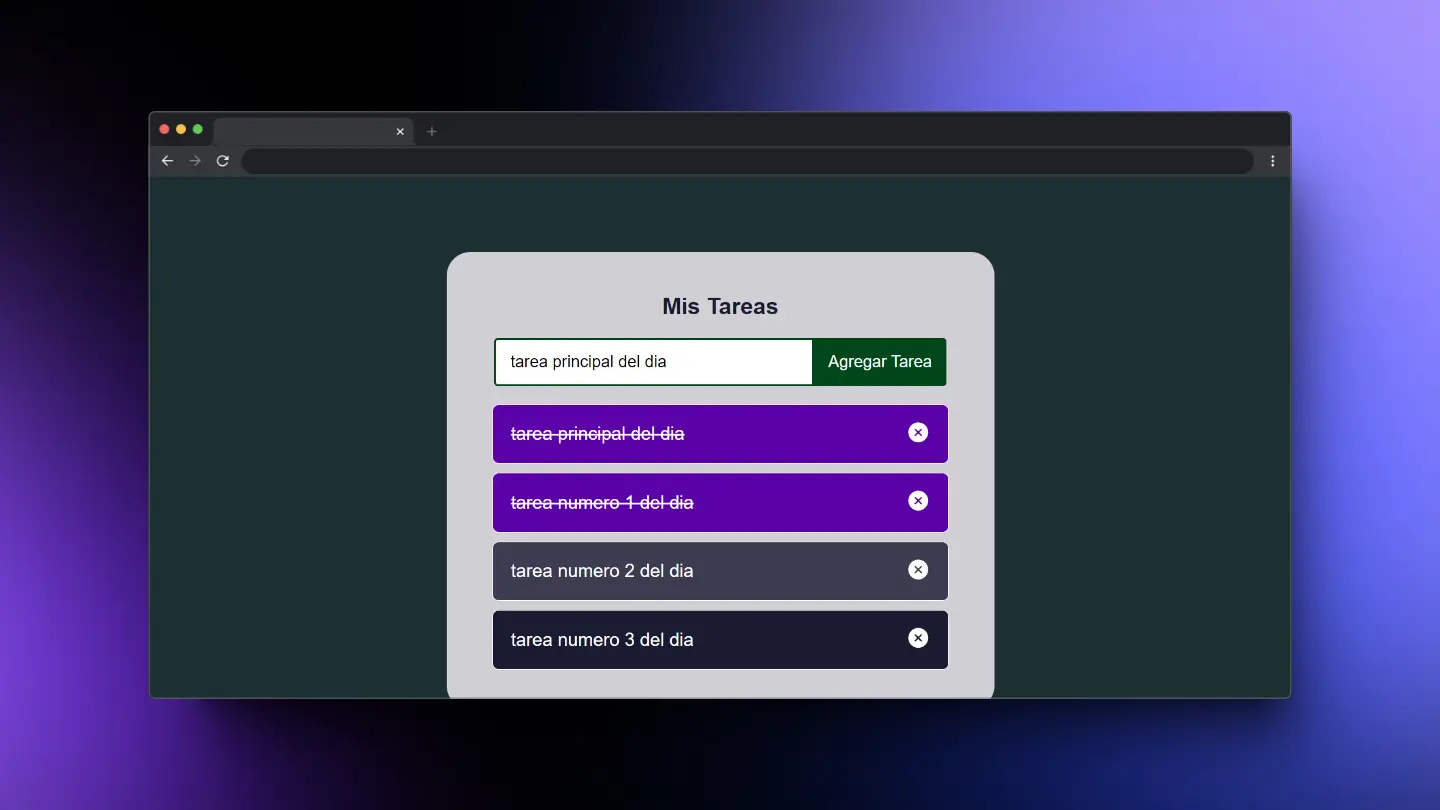 Mis Tareas
tarea principal del dia
Agregar Tarea
tarea principal del dia
tarea numero 1 del dia
tarea numero 2 del dia
tarea numero 3 del dia